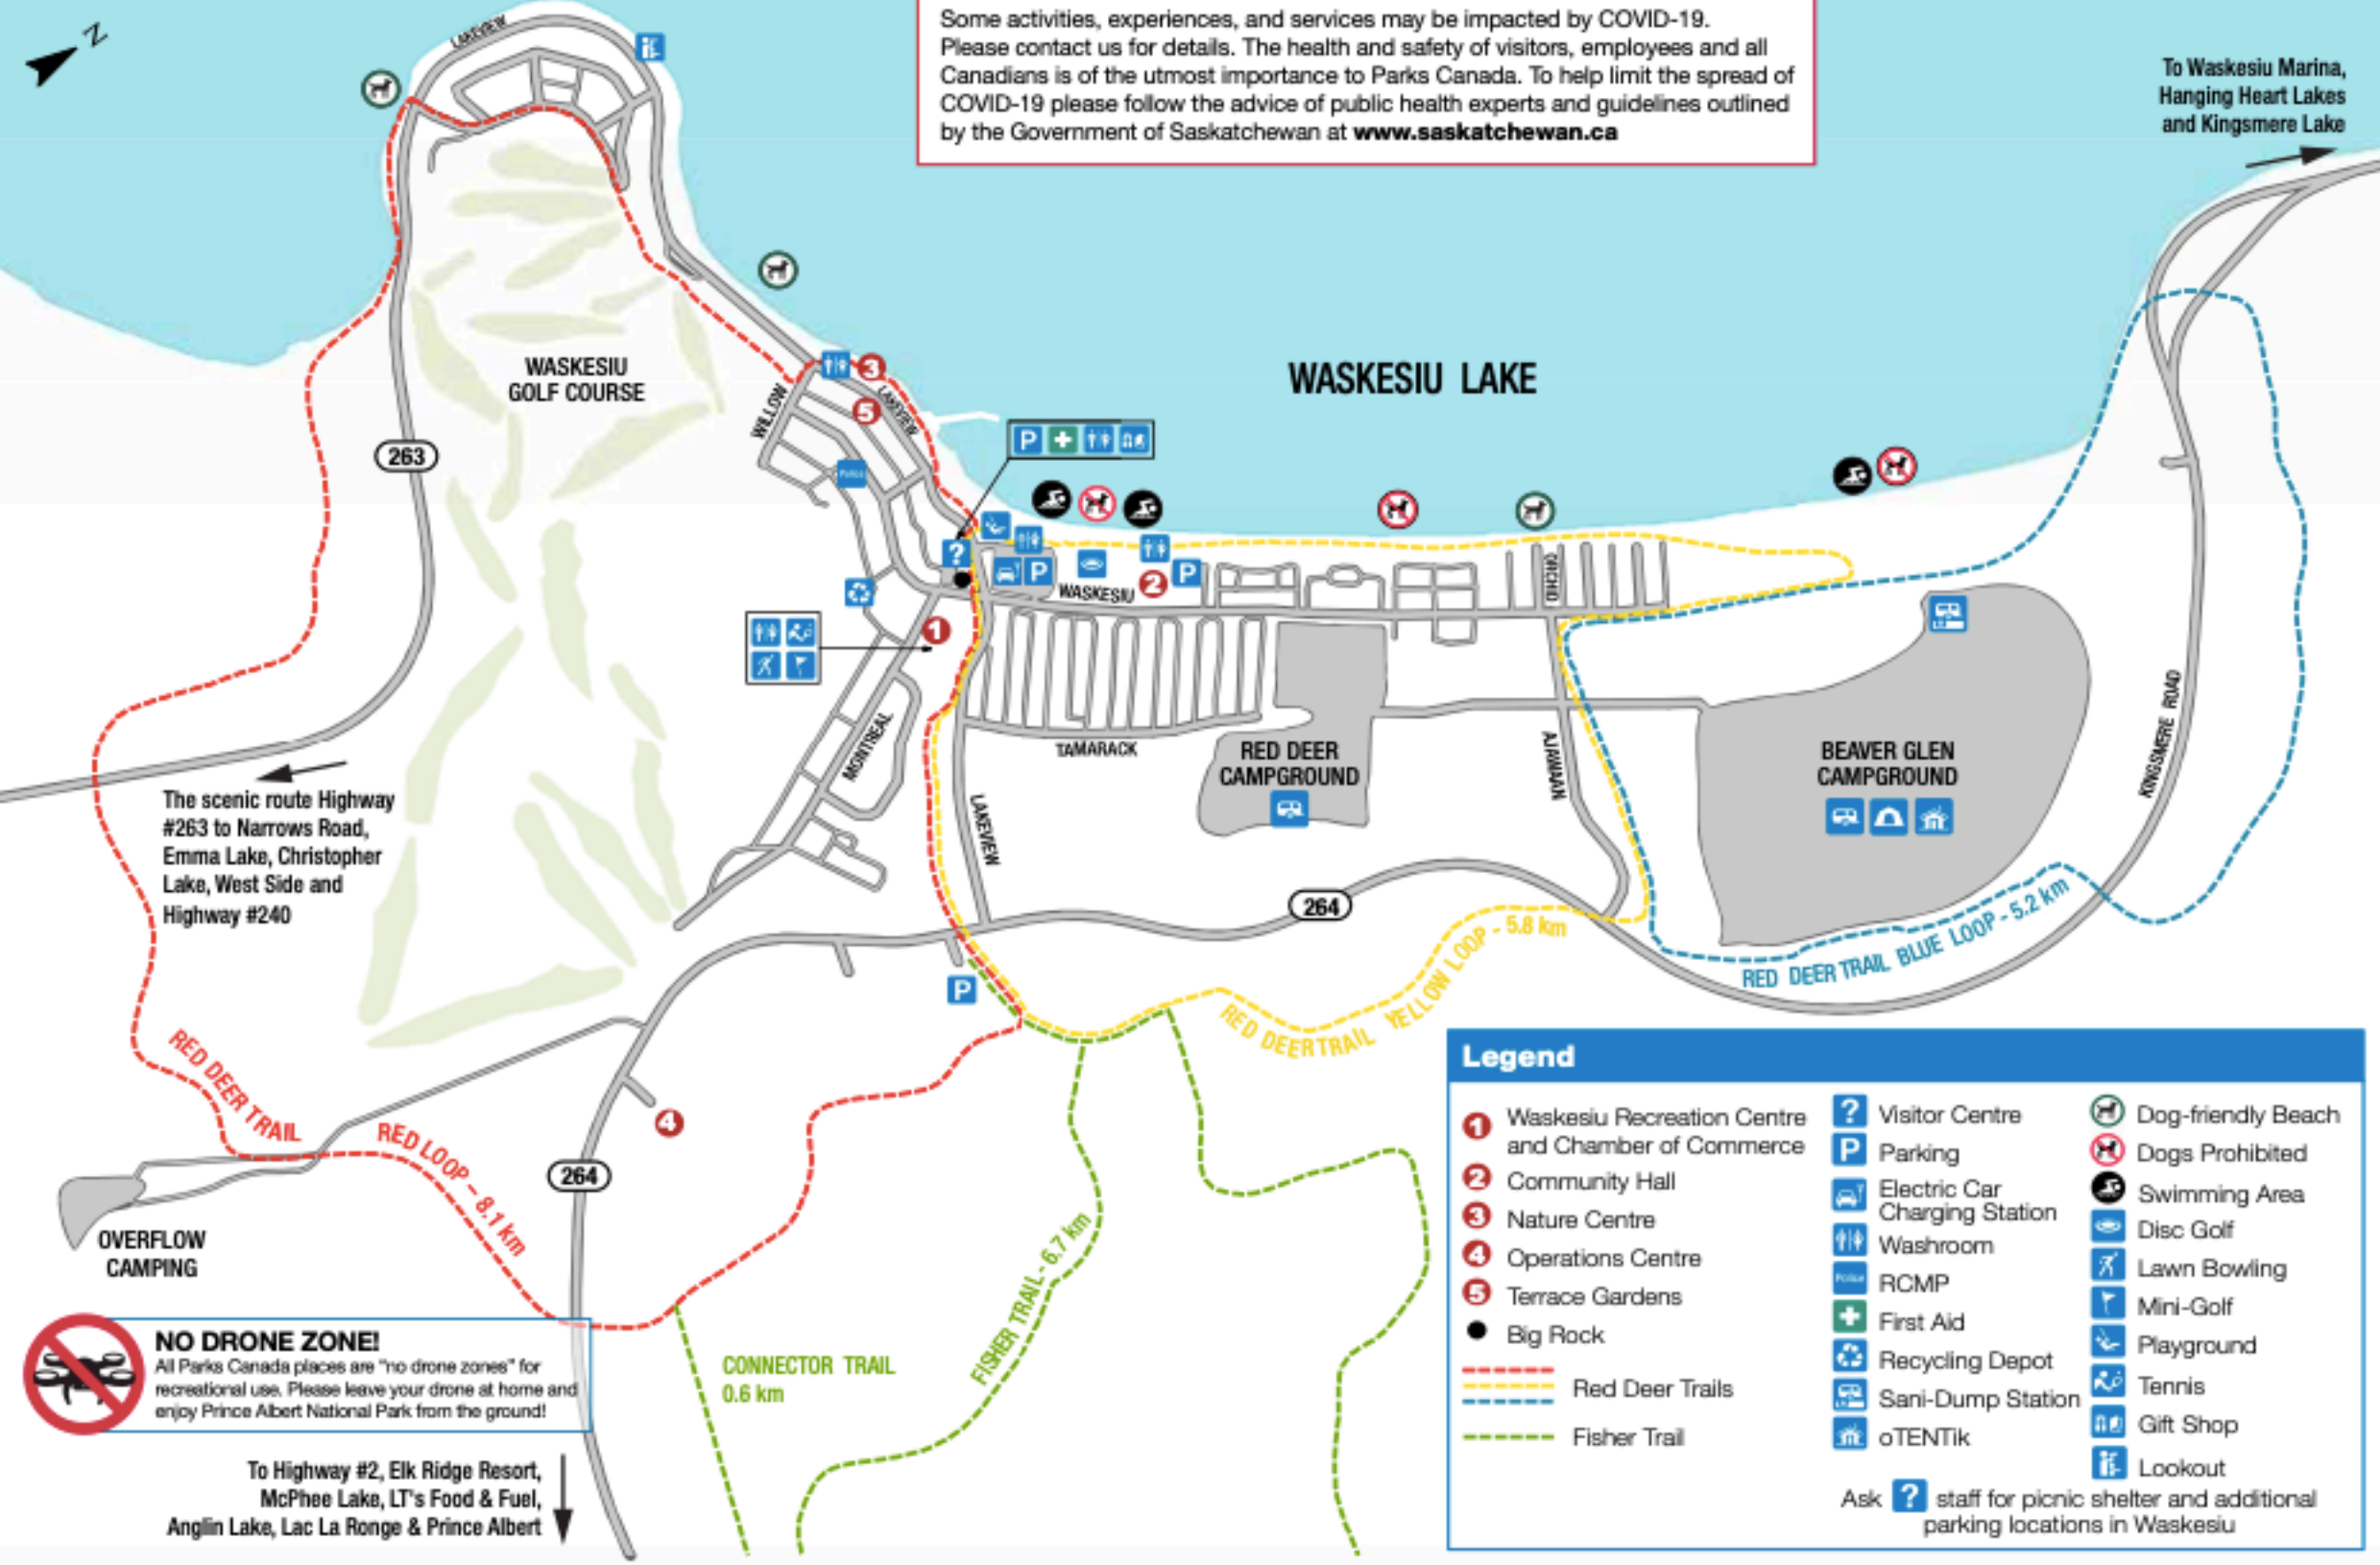 N
LAKEVIEW
Some activities, experiences, and services may be impacted by COVID-19.
Please contact us for details. The health and safety of visitors, employees and all
Canadians is of the utmost importance to Parks Canada. To help limit the spread of
COVID-19 please follow the advice of public health experts and guidelines outlined
by the Government of Saskatchewan at www.saskatchewan.ca
To Waskesiu Marina,
Hanging Heart Lakes
and Kingsmere Lake
WASKESIU
GOLF COURSE
WASKESIU LAKE
3
5
WILLOW
LAKEVIEW
263
P
Police
?
P
WASKESIU
2
P
ORCHID
1
MONTREAL
TAMARACK
LAKEVIEW
RED DEER
CAMPGROUND
AJAWAAN
BEAVER GLEN
CAMPGROUND
KINGSMERE ROAD
The scenic route Highway
#263 to Narrows Road,
Emma Lake, Christopher
Lake, West Side and
Highway #240
264
P
RED DEER TRAIL YELLOW LOOP - 5.8 km
RED DEER TRAIL BLUE LOOP - 5.2 km
RED DEER TRAIL RED LOOP - 8.1 km
4
264
OVERFLOW
CAMPING
FISHER TRAIL - 6.7 km
CONNECTOR TRAIL
0.6 km
NO DRONE ZONE!
All Parks Canada places are "no drone zones" for
recreational use. Please leave your drone at home and
enjoy Prince Albert National Park from the ground!
To Highway #2, Elk Ridge Resort,
McPhee Lake, LT's Food & Fuel,
Anglin Lake, Lac La Ronge & Prince Albert
Legend
1 Waskesiu Recreation Centre
and Chamber of Commerce
2 Community Hall
3 Nature Centre
4 Operations Centre
5 Terrace Gardens
Big Rock
Red Deer Trails
Fisher Trail
? Visitor Centre
P Parking
Electric Car
Charging Station
Washroom
Police RCMP
First Aid
Recycling Depot
Sani-Dump Station
oTENTik
Dog-friendly Beach
Dogs Prohibited
Swimming Area
Disc Golf
Lawn Bowling
Mini-Golf
Playground
Tennis
Gift Shop
Lookout
Ask ? staff for picnic shelter and additional
parking locations in Waskesiu